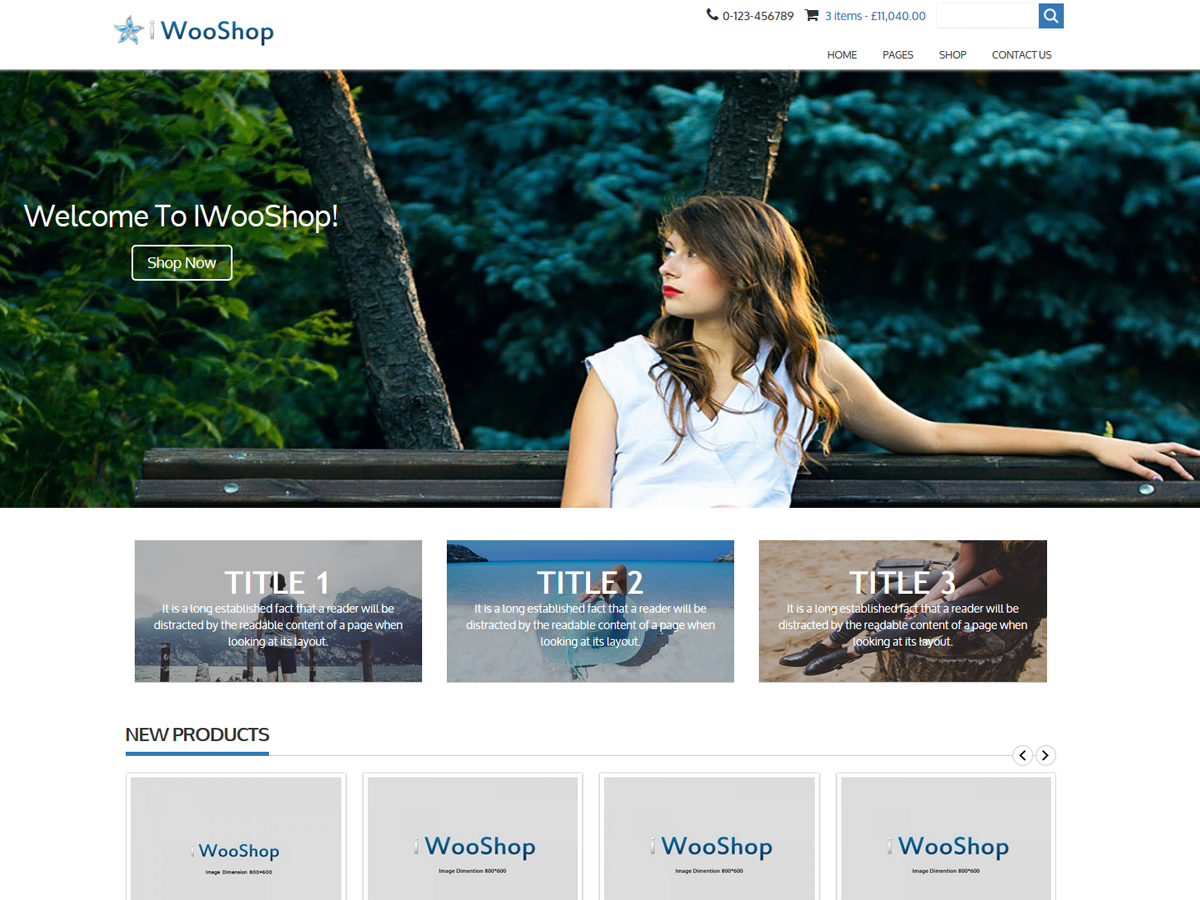 i WooShop
0-123-456789
3 items - £11,040.00
HOME
PAGES
SHOP
CONTACT US
Welcome To IWooShop!
Shop Now
TITLE 1
It is a long established fact that a reader will be
distracted by the readable content of a page when
looking at its layout.
TITLE 2
It is a long established fact that a reader will be
distracted by the readable content of a page when
looking at its layout.
TITLE 3
It is a long established fact that a reader will be
distracted by the readable content of a page when
looking at its layout.
NEW PRODUCTS
i WooShop
Image Dimension 800*600
i WooShop
Image Dimention 800*600
i WooShop
Image Dimention 800*600
i WooShop
Image Dimention 800*600